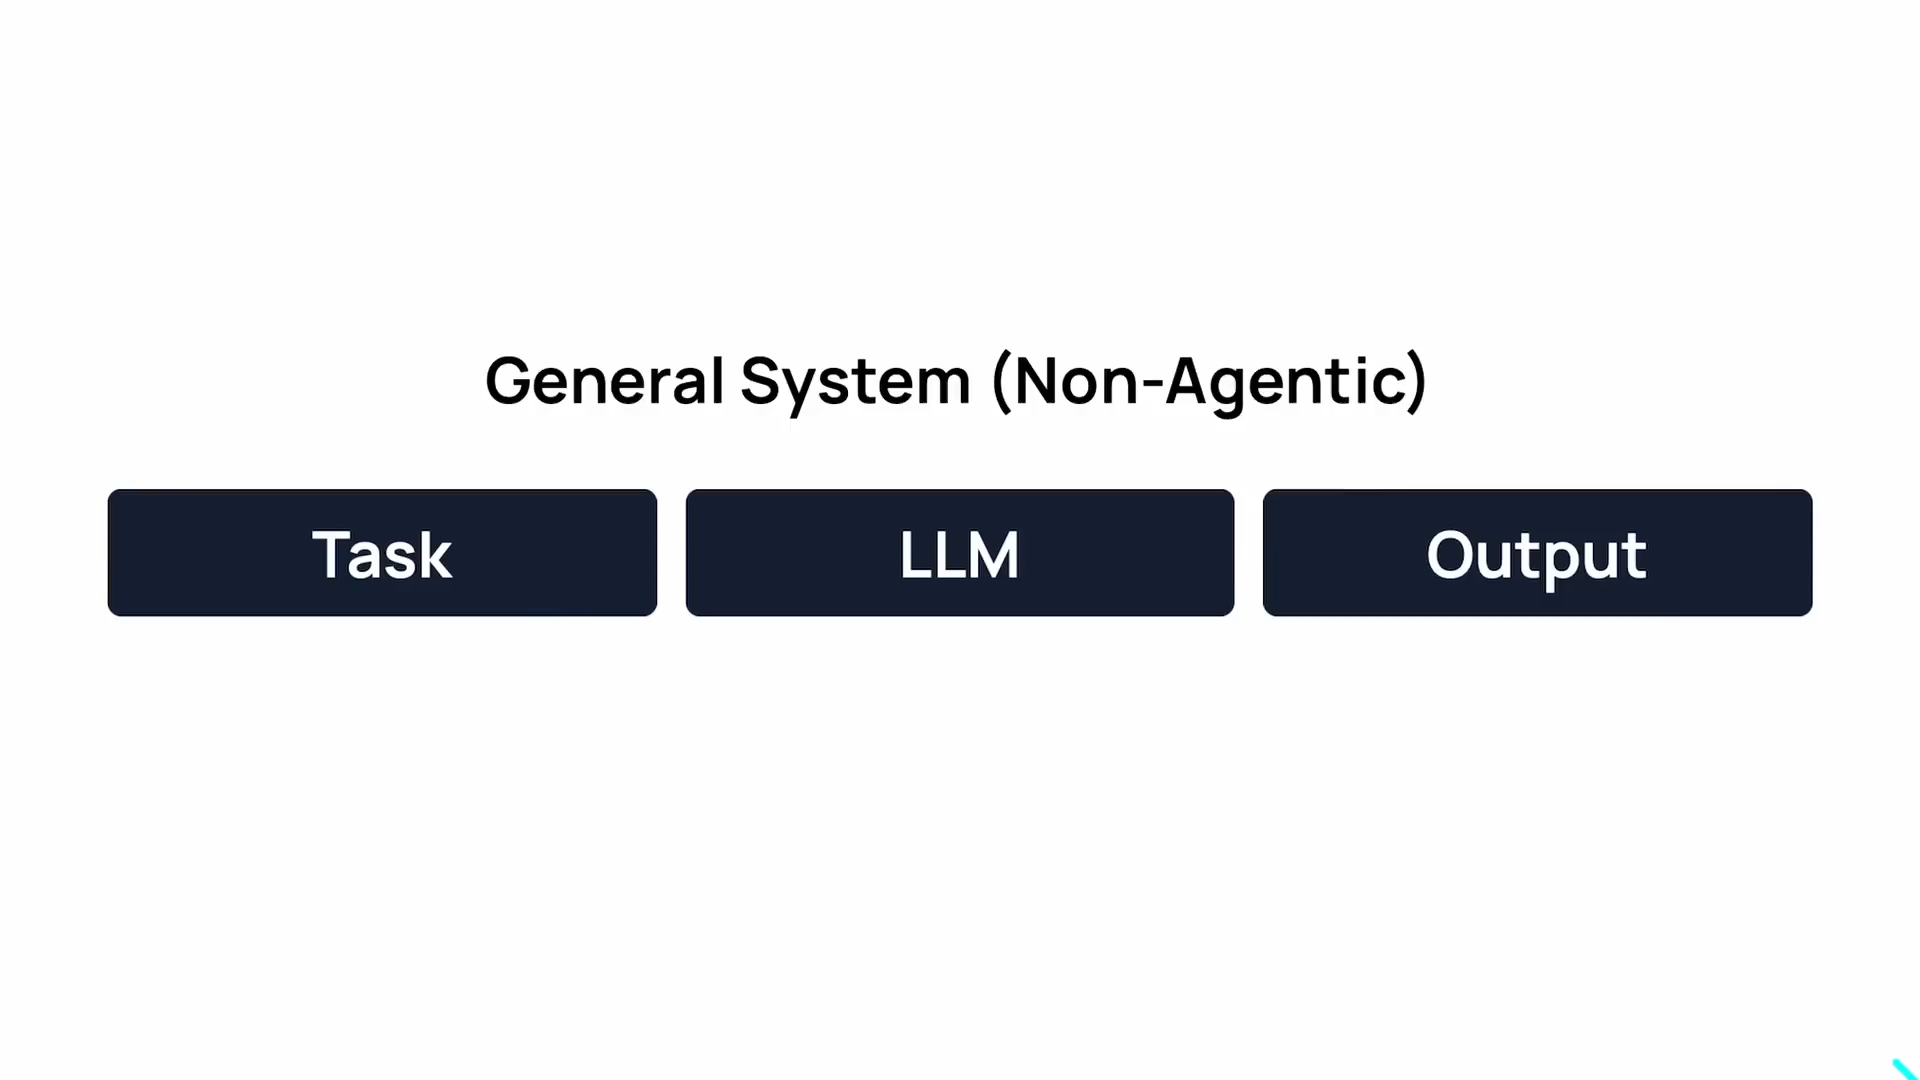 General System (Non-Agentic)
Task LLM Output